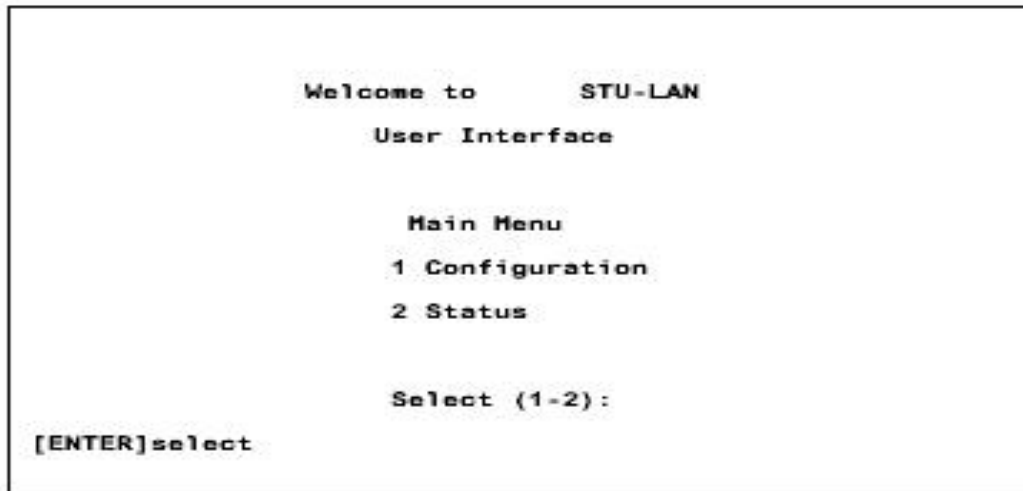 Welcome to STU-LAN
User Interface
Main Menu
1 Configuration
2 Status
Select (1-2):
[ENTER]select